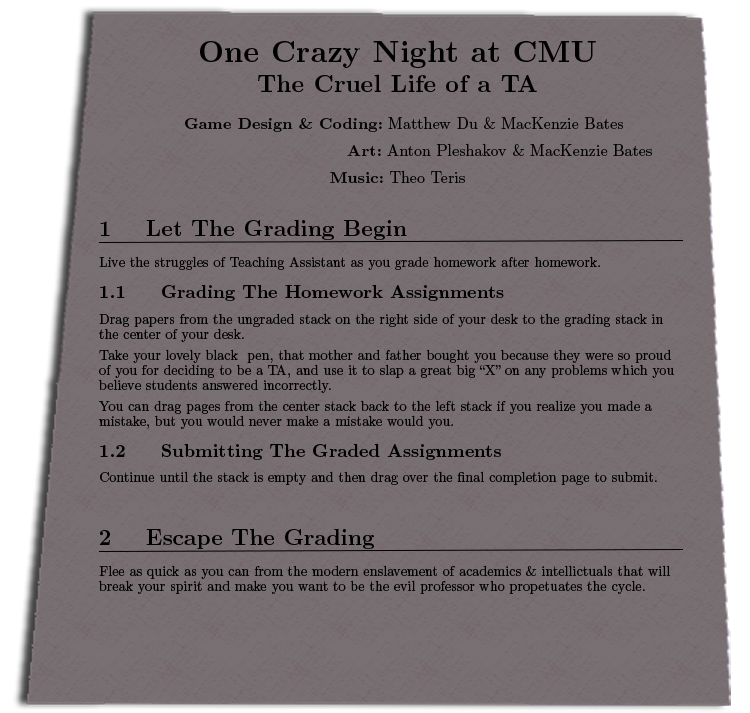 One Crazy Night at CMU
The Cruel Life of a TA
Game Design & Coding: Matthew Du & MacKenzie Bates
Art: Anton Pleshakov & MacKenzie Bates
Music: Theo Teris
1 Let The Grading Begin
Live the struggles of Teaching Assistant as you grade homework after homework.
1.1 Grading The Homework Assignments
Drag papers from the ungraded stack on the right side of your desk to the grading stack in
the center of your desk.
Take your lovely black pen, that mother and father bought you because they were so proud
of you for deciding to be a TA, and use it to slap a great big “X” on any problems which you
believe students answered incorrectly.
You can drag pages from the center stack back to the left stack if you realize you made a
mistake, but you would never make a mistake would you.
1.2 Submitting The Graded Assignments
Continue until the stack is empty and then drag over the final completion page to submit.
2 Escape The Grading
Flee as quick as you can from the modern enslavement of academics & intellictuals that will
break your spirit and make you want to be the evil professor who propetuates the cycle.